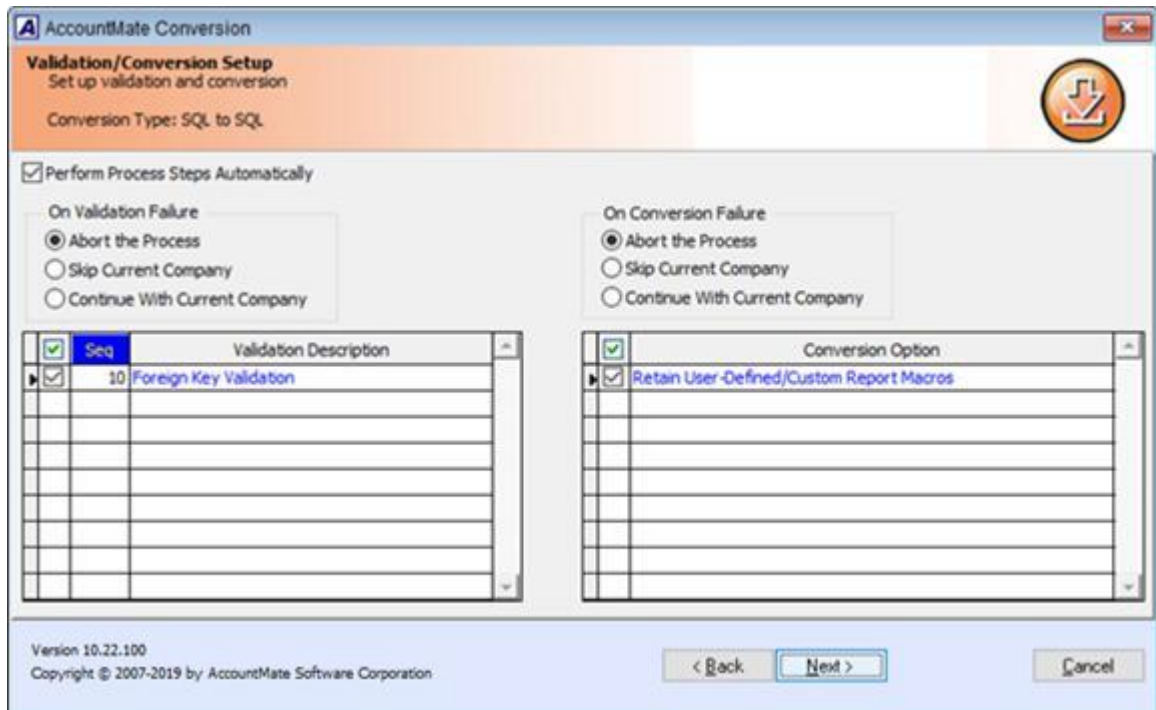 AccountMate Conversion
Validation/Conversion Setup
Set up validation and conversion
Conversion Type: SQL to SQL
Perform Process Steps Automatically
On Validation Failure
Abort the Process
Skip Current Company
Continue With Current Company
On Conversion Failure
Abort the Process
Skip Current Company
Continue With Current Company
Seq Validation Description
10 Foreign Key Validation
Conversion Option
Retain User-Defined/Custom Report Macros
Version 10.22.100
Copyright © 2007-2019 by AccountMate Software Corporation
< Back
Next >
Cancel